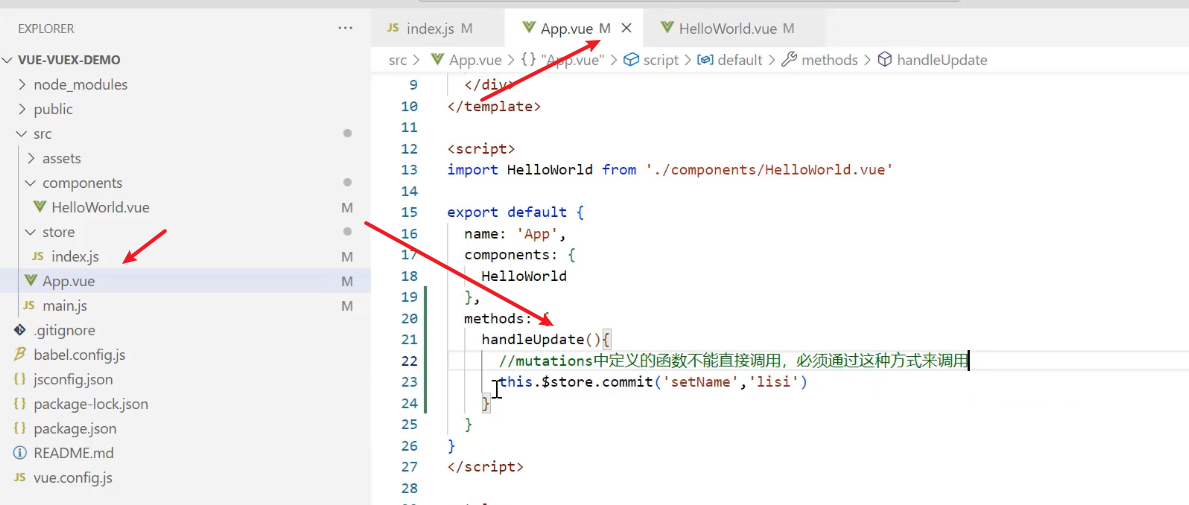 EXPLORER
···
VUE-VUEX-DEMO
node_modules
public
src
assets
components
HelloWorld.vue M
store
JS index.js M
App.vue M
JS main.js M
.gitignore
babel.config.js
{} jsconfig.json
{} package-lock.json
{} package.json
README.md
JS vue.config.js
JS index.js M
App.vue M
HelloWorld.vue M
src > App.vue > {} "App.vue" > script > default > methods > handleUpdate
9 </div>
10 </template>
11
12 <script>
13 import HelloWorld from './components/HelloWorld.vue'
14
15 export default {
16 name: 'App',
17 components: {
18 HelloWorld
19 },
20 methods: {
21 handleUpdate(){
22 //mutations中定义的函数不能直接调用，必须通过这种方式来调用
23 this.$store.commit('setName','lisi')
24 }
25 }
26 }
27 </script>
28